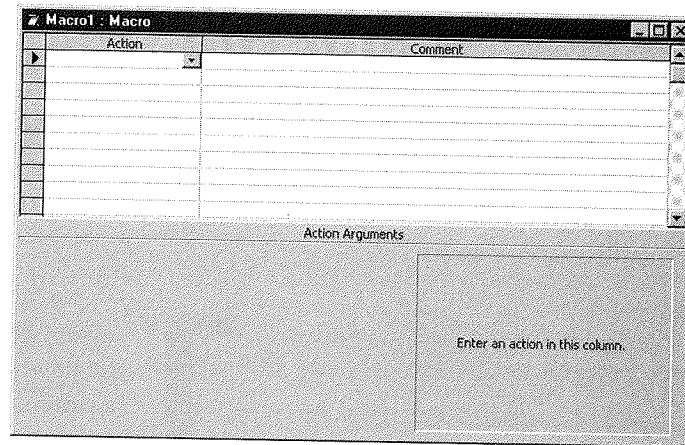 Macro1 : Macro
Action Comment
Action Arguments
Enter an action in this column.